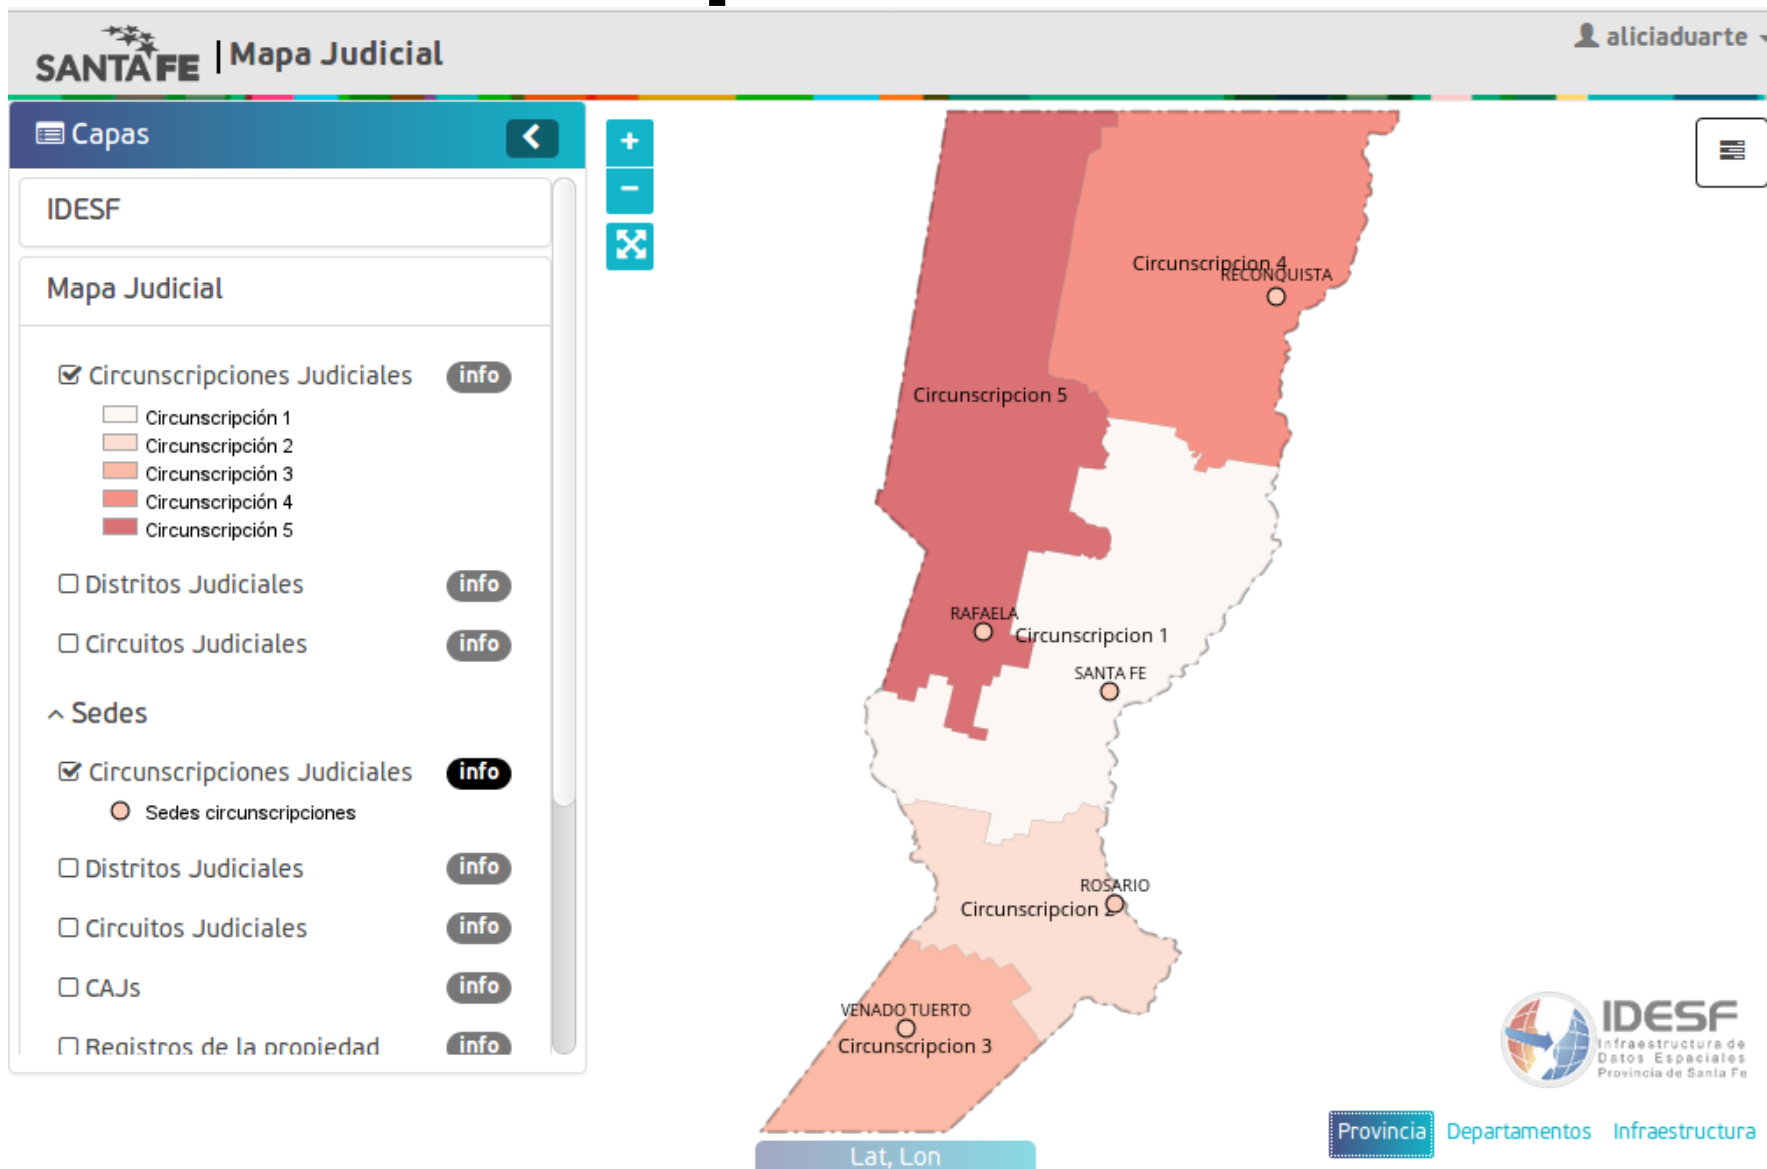 SANTA FE | Mapa Judicial
aliciaduarte
Capas
IDESF
Mapa Judicial
Circunscripciones Judiciales info
Circunscripción 1
Circunscripción 2
Circunscripción 3
Circunscripción 4
Circunscripción 5
Distritos Judiciales info
Circuitos Judiciales info
Sedes
Circunscripciones Judiciales info
Sedes circunscripciones
Distritos Judiciales info
Circuitos Judiciales info
CAJs info
Registros de la propiedad info
+
−
Circunscripcion 4
RECONQUISTA
Circunscripcion 5
RAFAELA
Circunscripcion 1
SANTA FE
ROSARIO
Circunscripcion 2
VENADO TUERTO
Circunscripcion 3
IDESF
Infraestructura de
Datos Espaciales
Provincia de Santa Fe
Provincia Departamentos Infraestructura
Lat, Lon